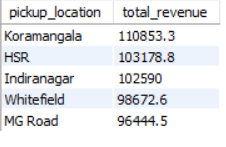 pickup_location total_revenue
Koramangala 110853.3
HSR 103178.8
Indiranagar 102590
Whitefield 98672.6
MG Road 96444.5